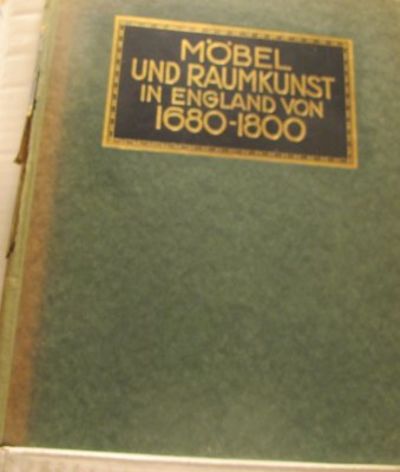 MÖBEL
UND RAUMKUNST
IN ENGLAND VON
1680-1800